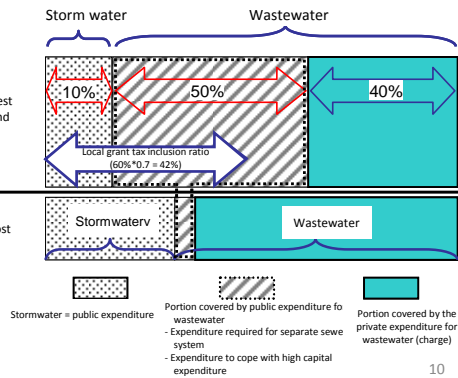 Storm water
Wastewater
10%
50%
40%
est
nd
Local grant tax inclusion ratio
(60%*0.7 = 42%)
ost
Stormwaterv
Wastewater
Stormwater = public expenditure
Portion covered by public expenditure fo
wastewater
- Expenditure required for separate sewe
system
- Expenditure to cope with high capital
expenditure
Portion covered by the
private expenditure for
wastewater (charge)
10